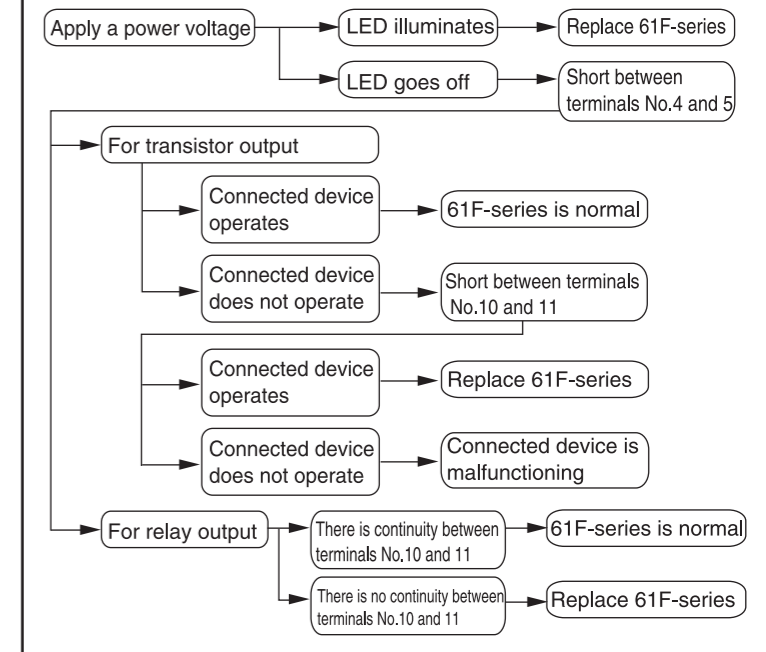 Apply a power voltage
LED illuminates
Replace 61F-series
LED goes off
Short between
terminals No.4 and 5
For transistor output
Connected device
operates
61F-series is normal
Connected device
does not operate
Short between terminals
No.10 and 11
Connected device
operates
Replace 61F-series
Connected device
does not operate
Connected device is
malfunctioning
For relay output
There is continuity between
terminals No.10 and 11
61F-series is normal
There is no continuity between
terminals No.10 and 11
Replace 61F-series